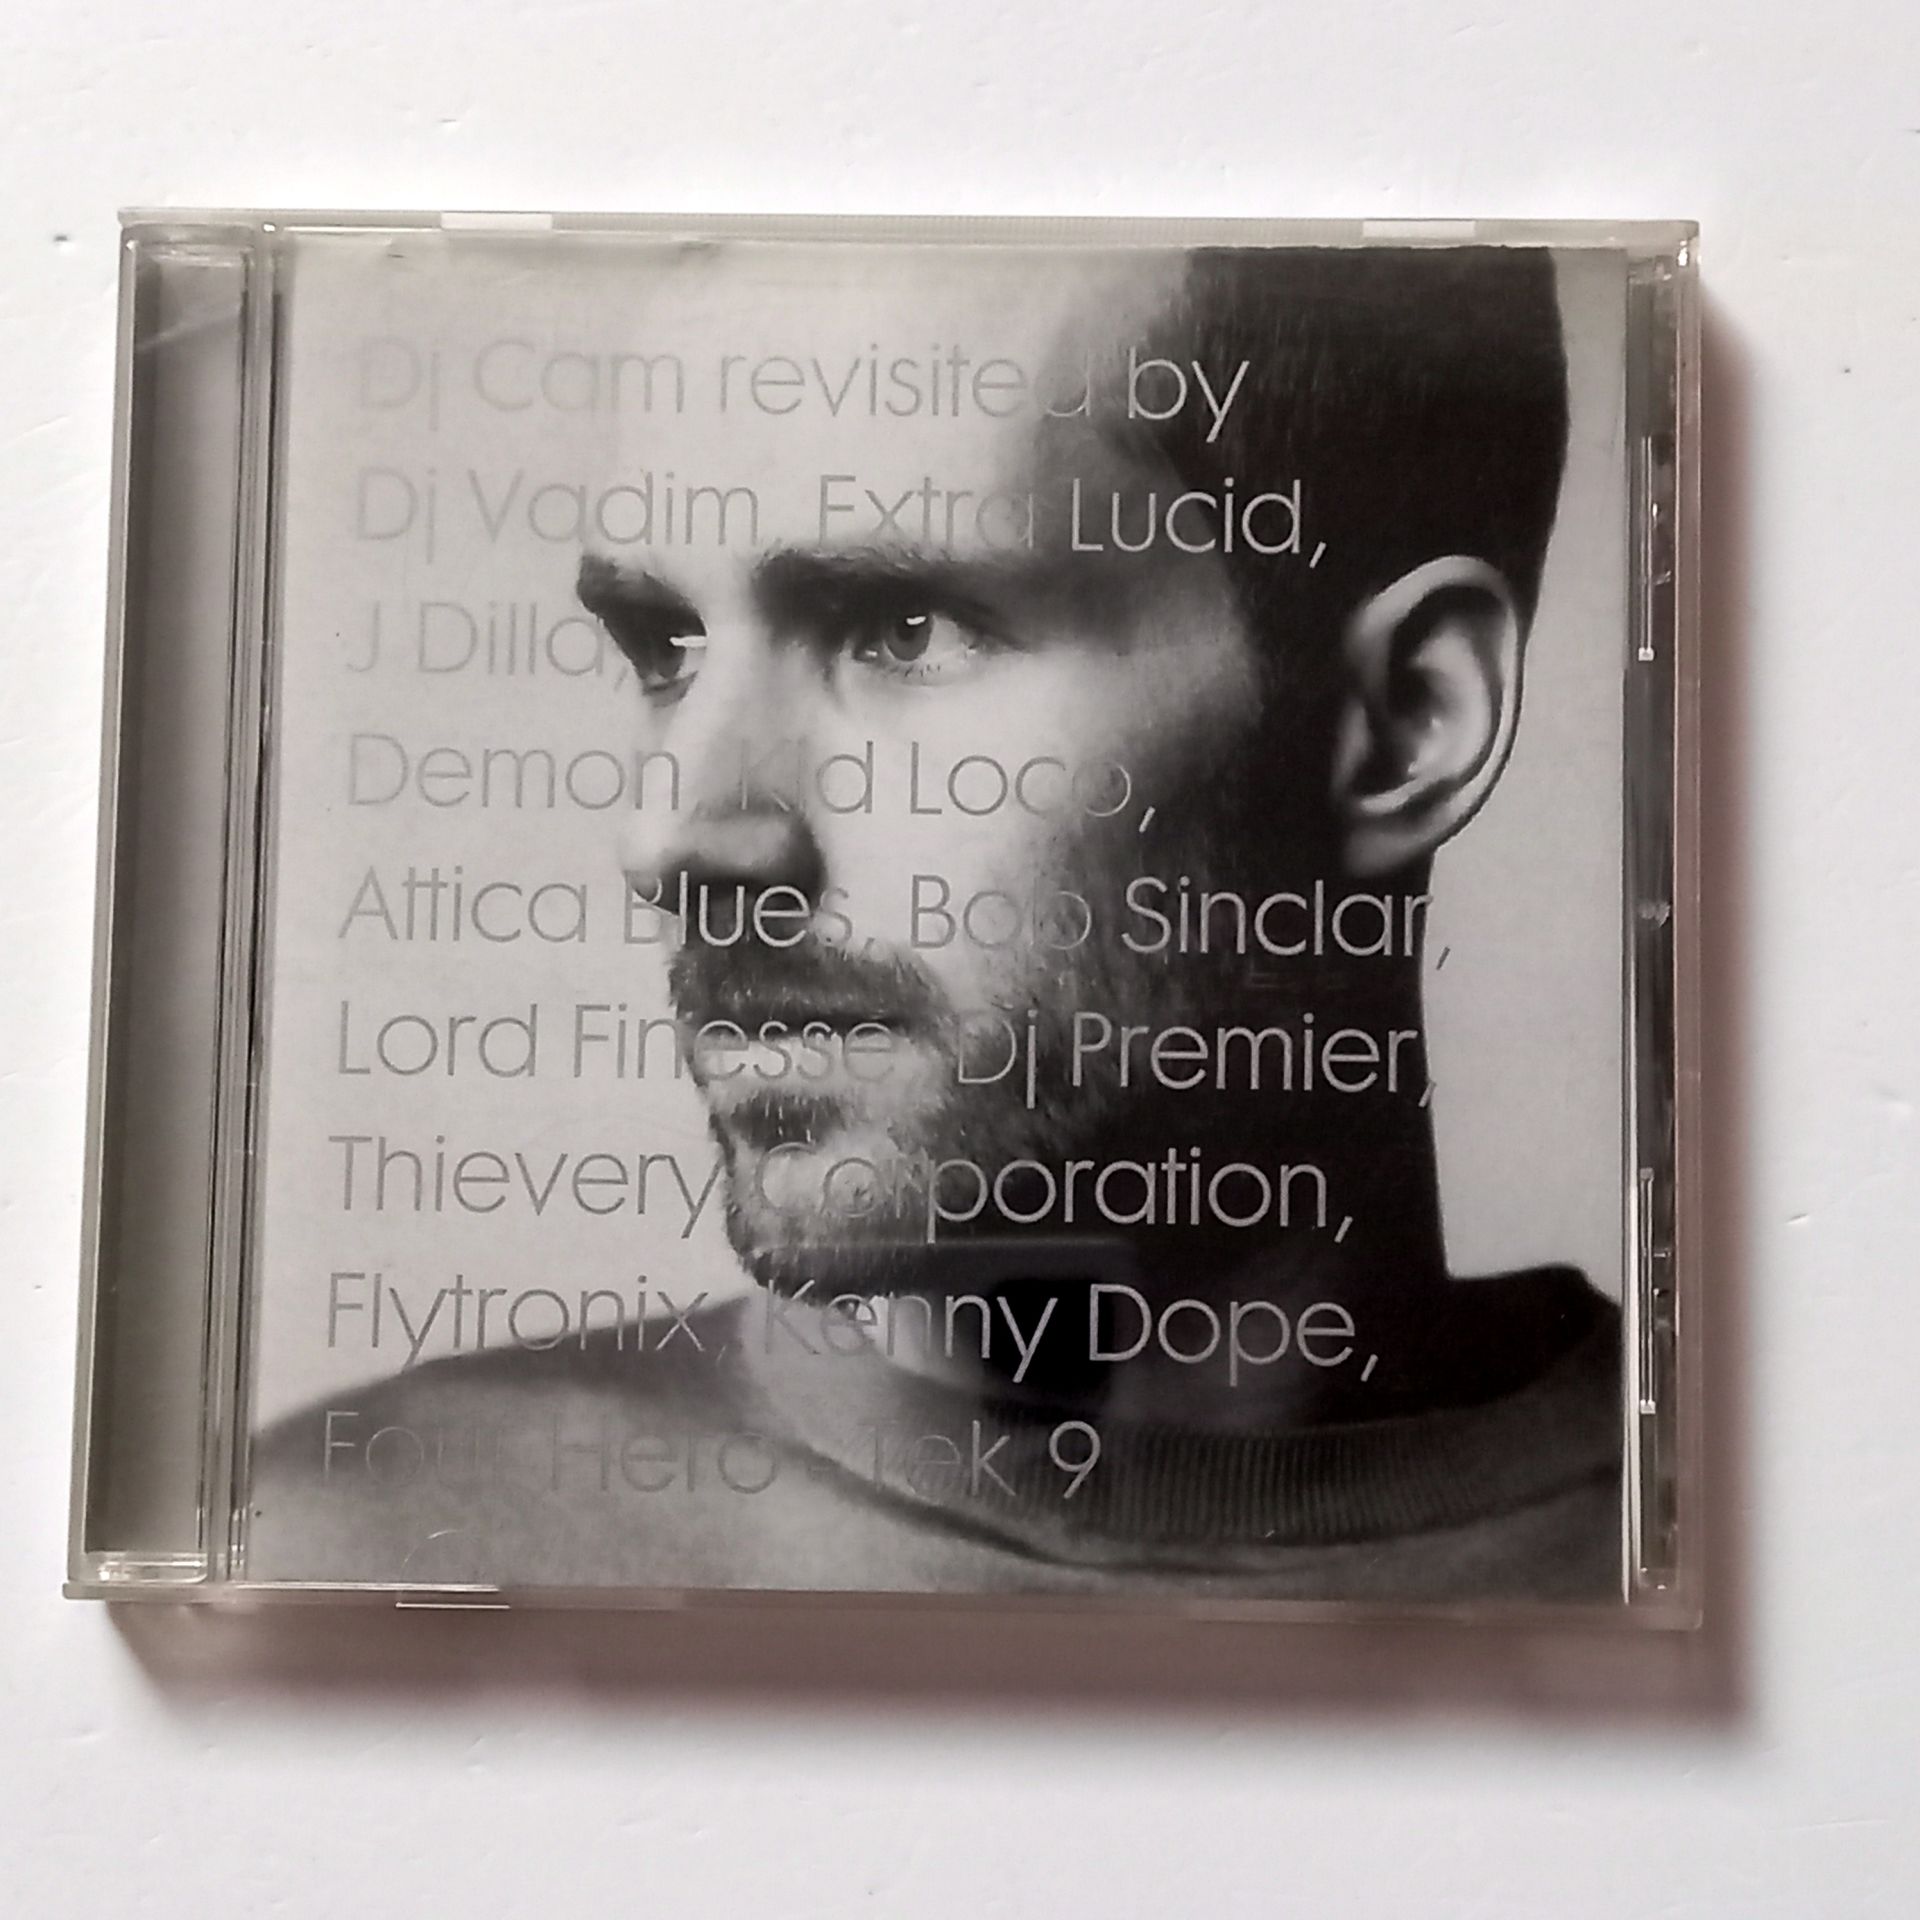 Dj Cam revisited by
Dj Vadim, Extra Lucid,
J Dilla,
Demon, Kid Loco,
Attica Blues, Bob Sinclar,
Lord Finesse, Dj Premier,
Thievery Corporation,
Flytronix, Kenny Dope,
Four Hero - Tek 9